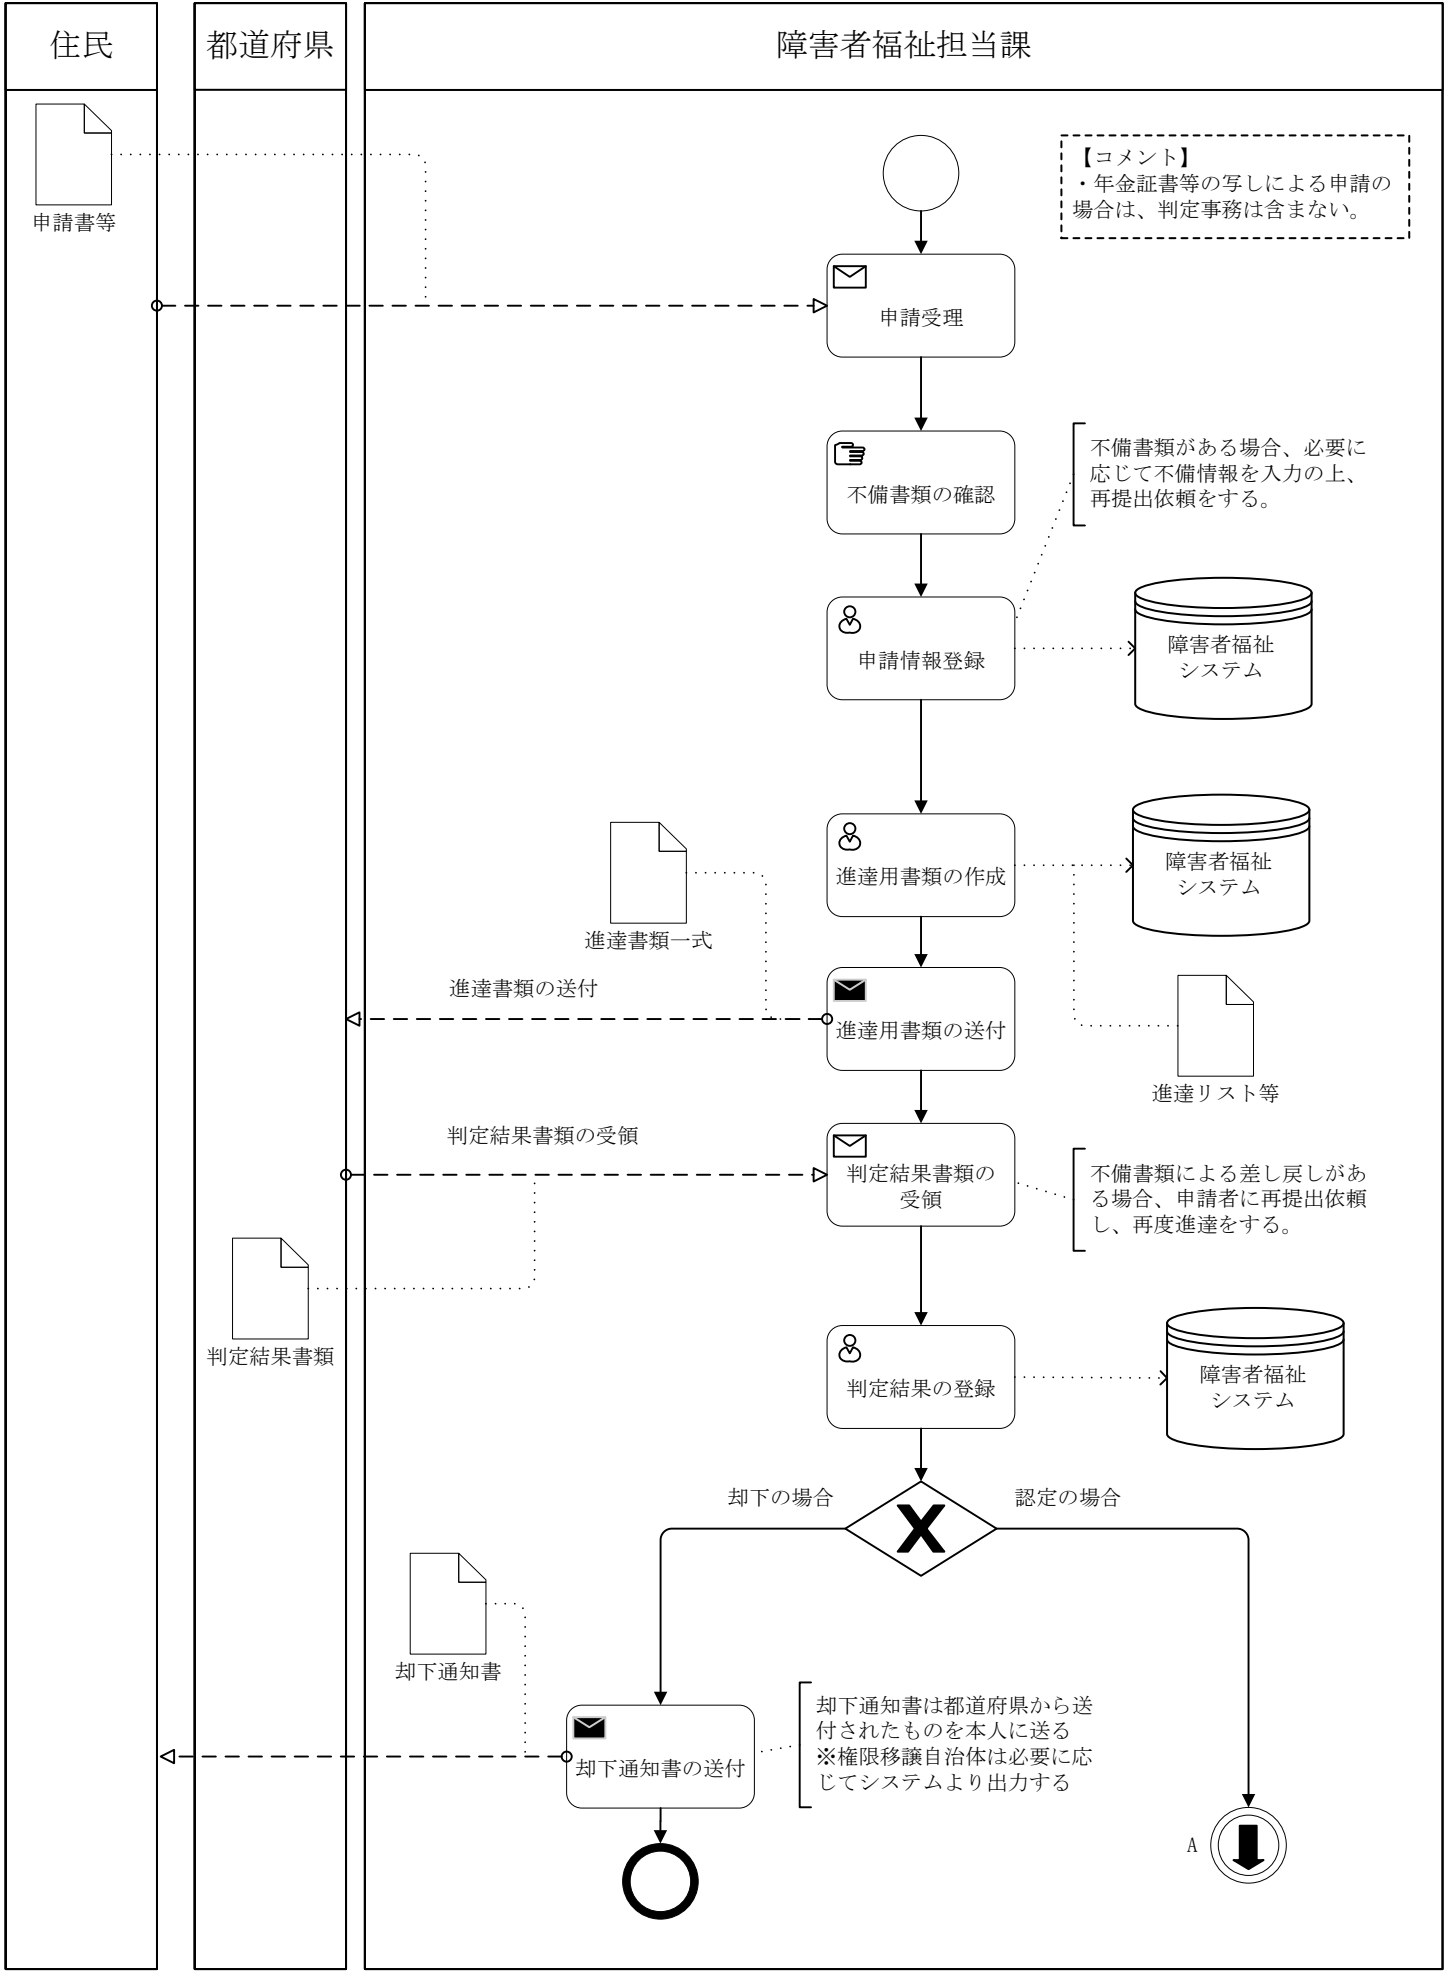 住民
都道府県
障害者福祉担当課
申請書等
【コメント】
・年金証書等の写しによる申請の
場合は、判定事務は含まない。
申請受理
不備書類の確認
不備書類がある場合、必要に
応じて不備情報を入力の上、
再提出依頼をする。
申請情報登録
障害者福祉
システム
進達用書類の作成
障害者福祉
システム
進達書類一式
進達書類の送付
進達用書類の送付
進達リスト等
判定結果書類の受領
判定結果書類の
受領
不備書類による差し戻しがあ
る場合、申請者に再提出依頼
し、再度進達をする。
判定結果書類
判定結果の登録
障害者福祉
システム
却下の場合
認定の場合
X
却下通知書
却下通知書の送付
却下通知書は都道府県から送
付されたものを本人に送る
※権限移譲自治体は必要に応
じてシステムより出力する
A